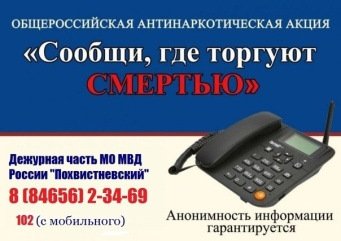 ОБЩЕРОССИЙСКАЯ АНТИНАРКОТИЧЕСКАЯ АКЦИЯ
«Сообщи, где торгуют
СМЕРТЬЮ»
Дежурная часть МО МВД
России "Похвистневский"
8 (84656) 2-34-69
102 (с мобильного)
Анонимность информации
гарантируется